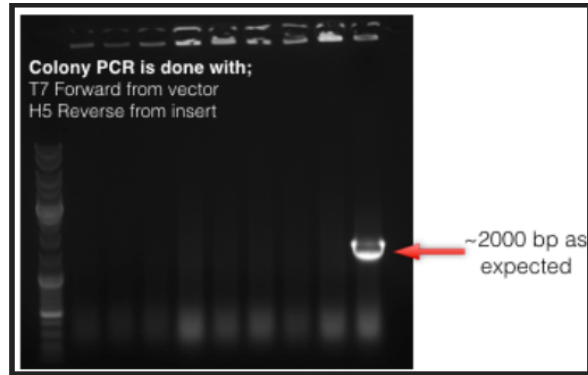 Colony PCR is done with;
T7 Forward from vector
H5 Reverse from insert
~2000 bp as
expected